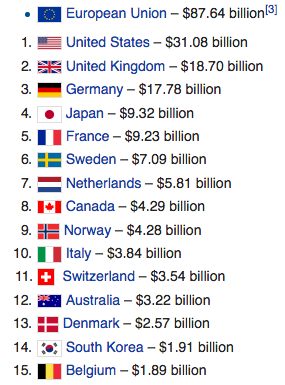 • European Union – $87.64 billion[3]
1. United States – $31.08 billion
2. United Kingdom – $18.70 billion
3. Germany – $17.78 billion
4. Japan – $9.32 billion
5. France – $9.23 billion
6. Sweden – $7.09 billion
7. Netherlands – $5.81 billion
8. Canada – $4.29 billion
9. Norway – $4.28 billion
10. Italy – $3.84 billion
11. Switzerland – $3.54 billion
12. Australia – $3.22 billion
13. Denmark – $2.57 billion
14. South Korea – $1.91 billion
15. Belgium – $1.89 billion